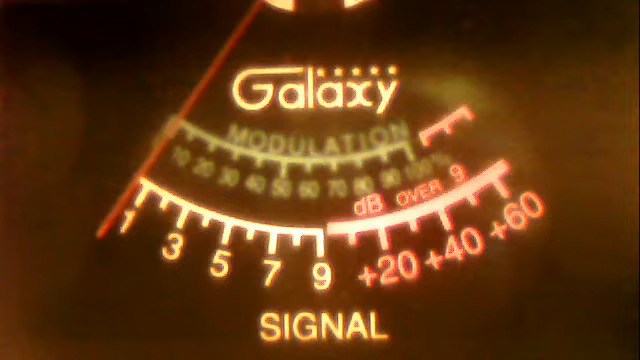 Galaxy
MODULATION
10 20 30 40 50 60 70 80 90 100%
dB OVER 9
1 3 5 7 9 +20 +40 +60
SIGNAL